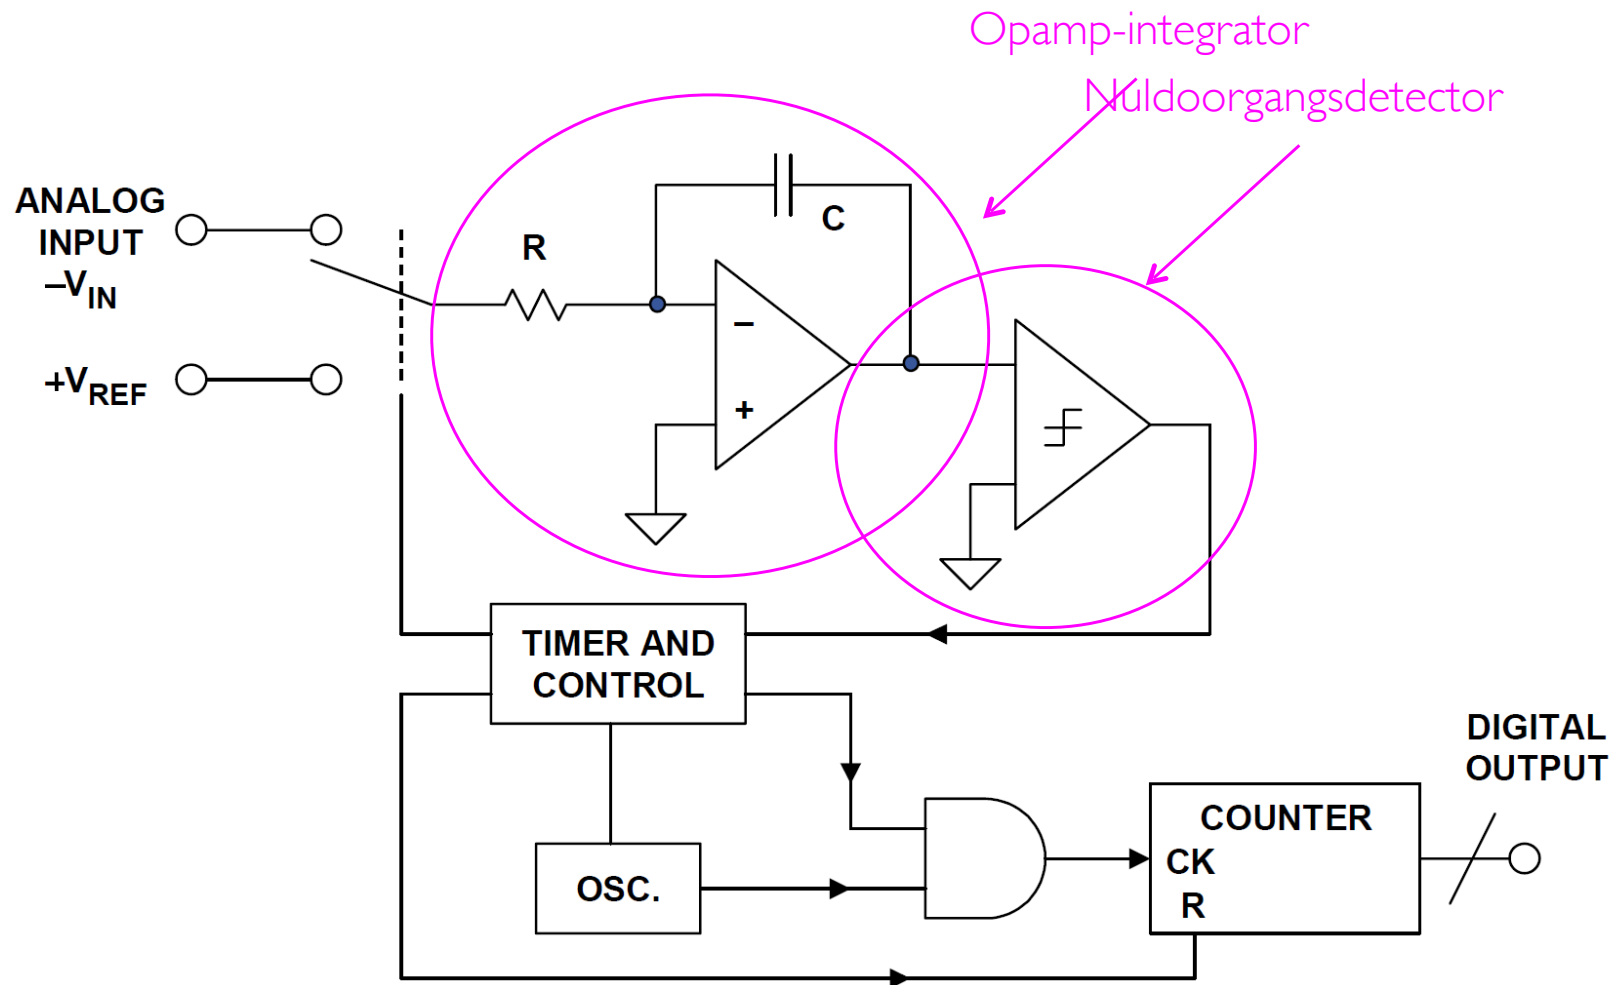 Opamp-integrator
Nuldoorgangsdetector
ANALOG
INPUT
–VIN
+VREF
R
C
–
+
TIMER AND
CONTROL
OSC.
COUNTER
CK
R
DIGITAL
OUTPUT